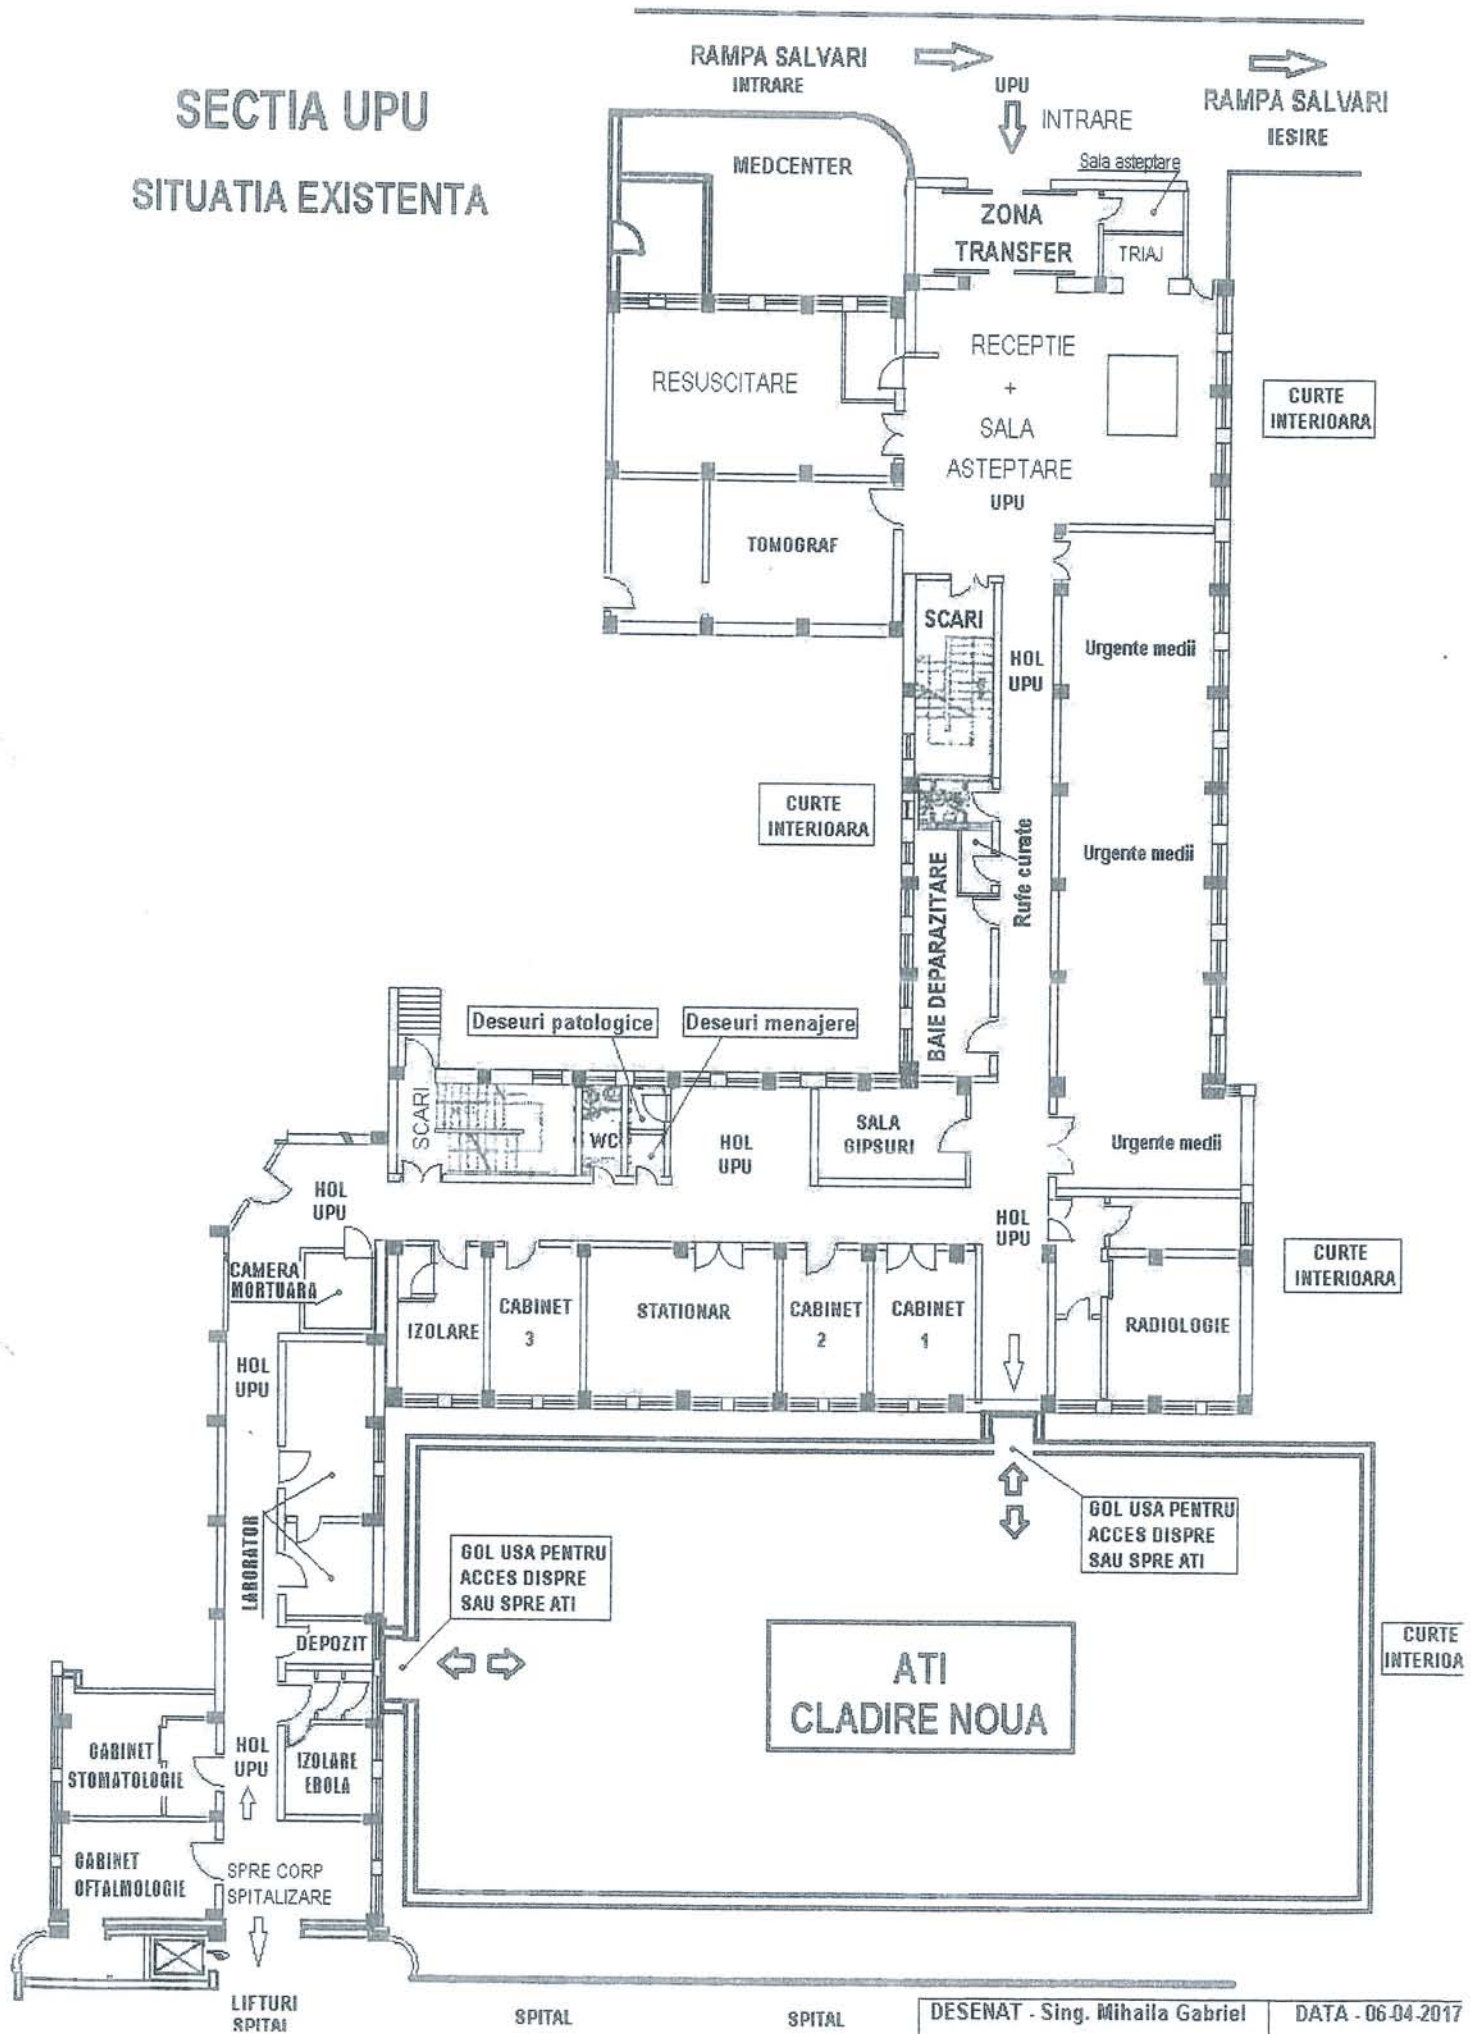 SECTIA UPU
SITUATIA EXISTENTA
RAMPA SALVARI
INTRARE
UPU
INTRARE
RAMPA SALVARI
IESIRE
Sala asteptare
MEDCENTER
ZONA
TRANSFER
TRIAJ
RECEPTIE
+
SALA
ASTEPTARE
UPU
RESUSCITARE
CURTE
INTERIOARA
TOMOGRAF
SCARI
HOL
UPU
Urgente medii
CURTE
INTERIOARA
Rufe curate
Urgente medii
BAIE DEPARAZITARE
Deseuri patologice
Deseuri menajere
SCARI
WC
HOL
UPU
SALA
GIPSURI
Urgente medii
HOL
UPU
HOL
UPU
CURTE
INTERIOARA
CAMERA
MORTUARA
IZOLARE
CABINET
3
STATIONAR
CABINET
2
CABINET
1
RADIOLOGIE
HOL
UPU
LABORATOR
GOL USA PENTRU
ACCES DISPRE
SAU SPRE ATI
GOL USA PENTRU
ACCES DISPRE
SAU SPRE ATI
DEPOZIT
ATI
CLADIRE NOUA
CURTE
INTERIOA
CABINET
STOMATOLOGIE
HOL
UPU
IZOLARE
EBOLA
CABINET
OFTALMOLOGIE
SPRE CORP
SPITALIZARE
LIFTURI
SPITAL
SPITAL
SPITAL
DESENAT - Sing. Mihaila Gabriel
DATA - 06-04-2017